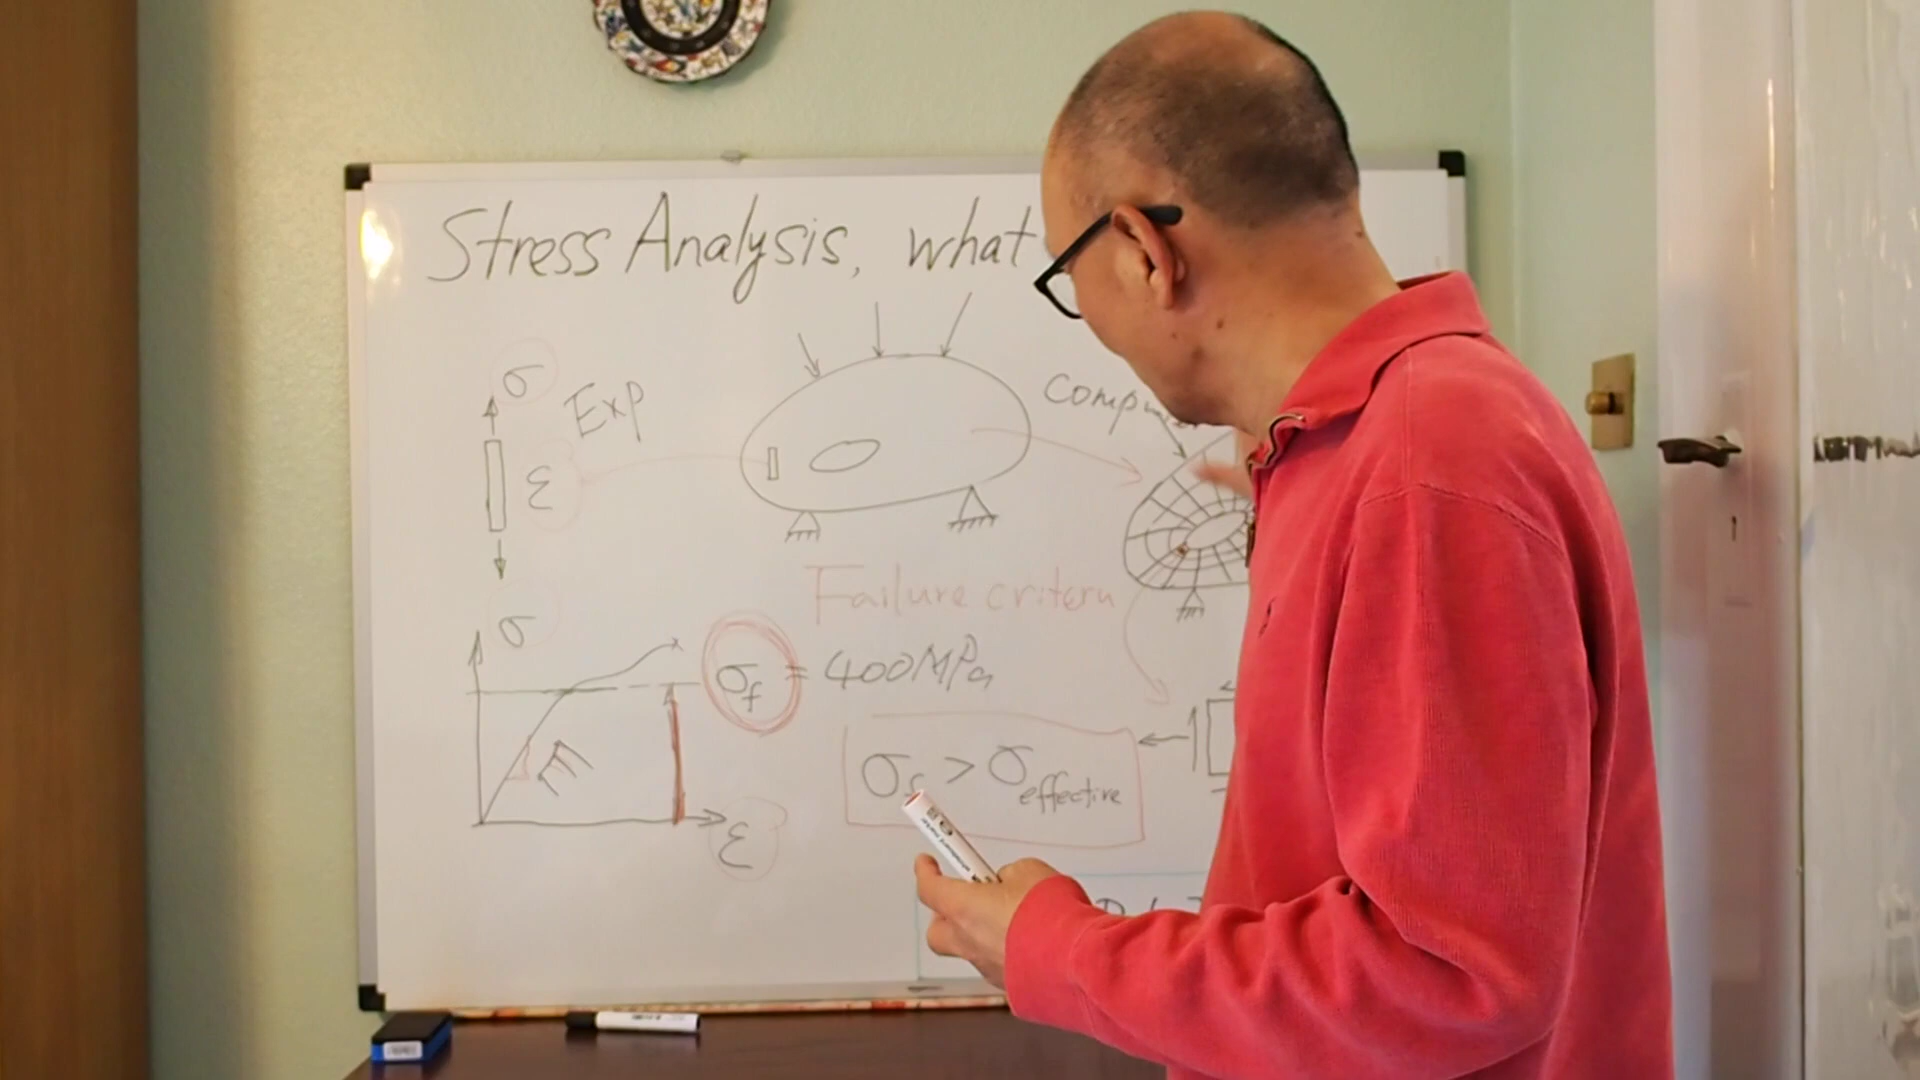 Stress Analysis, what
σ
Exp
ε
Failure criteria
σ
σf = 400MPa
E
σf > σeffective
ε